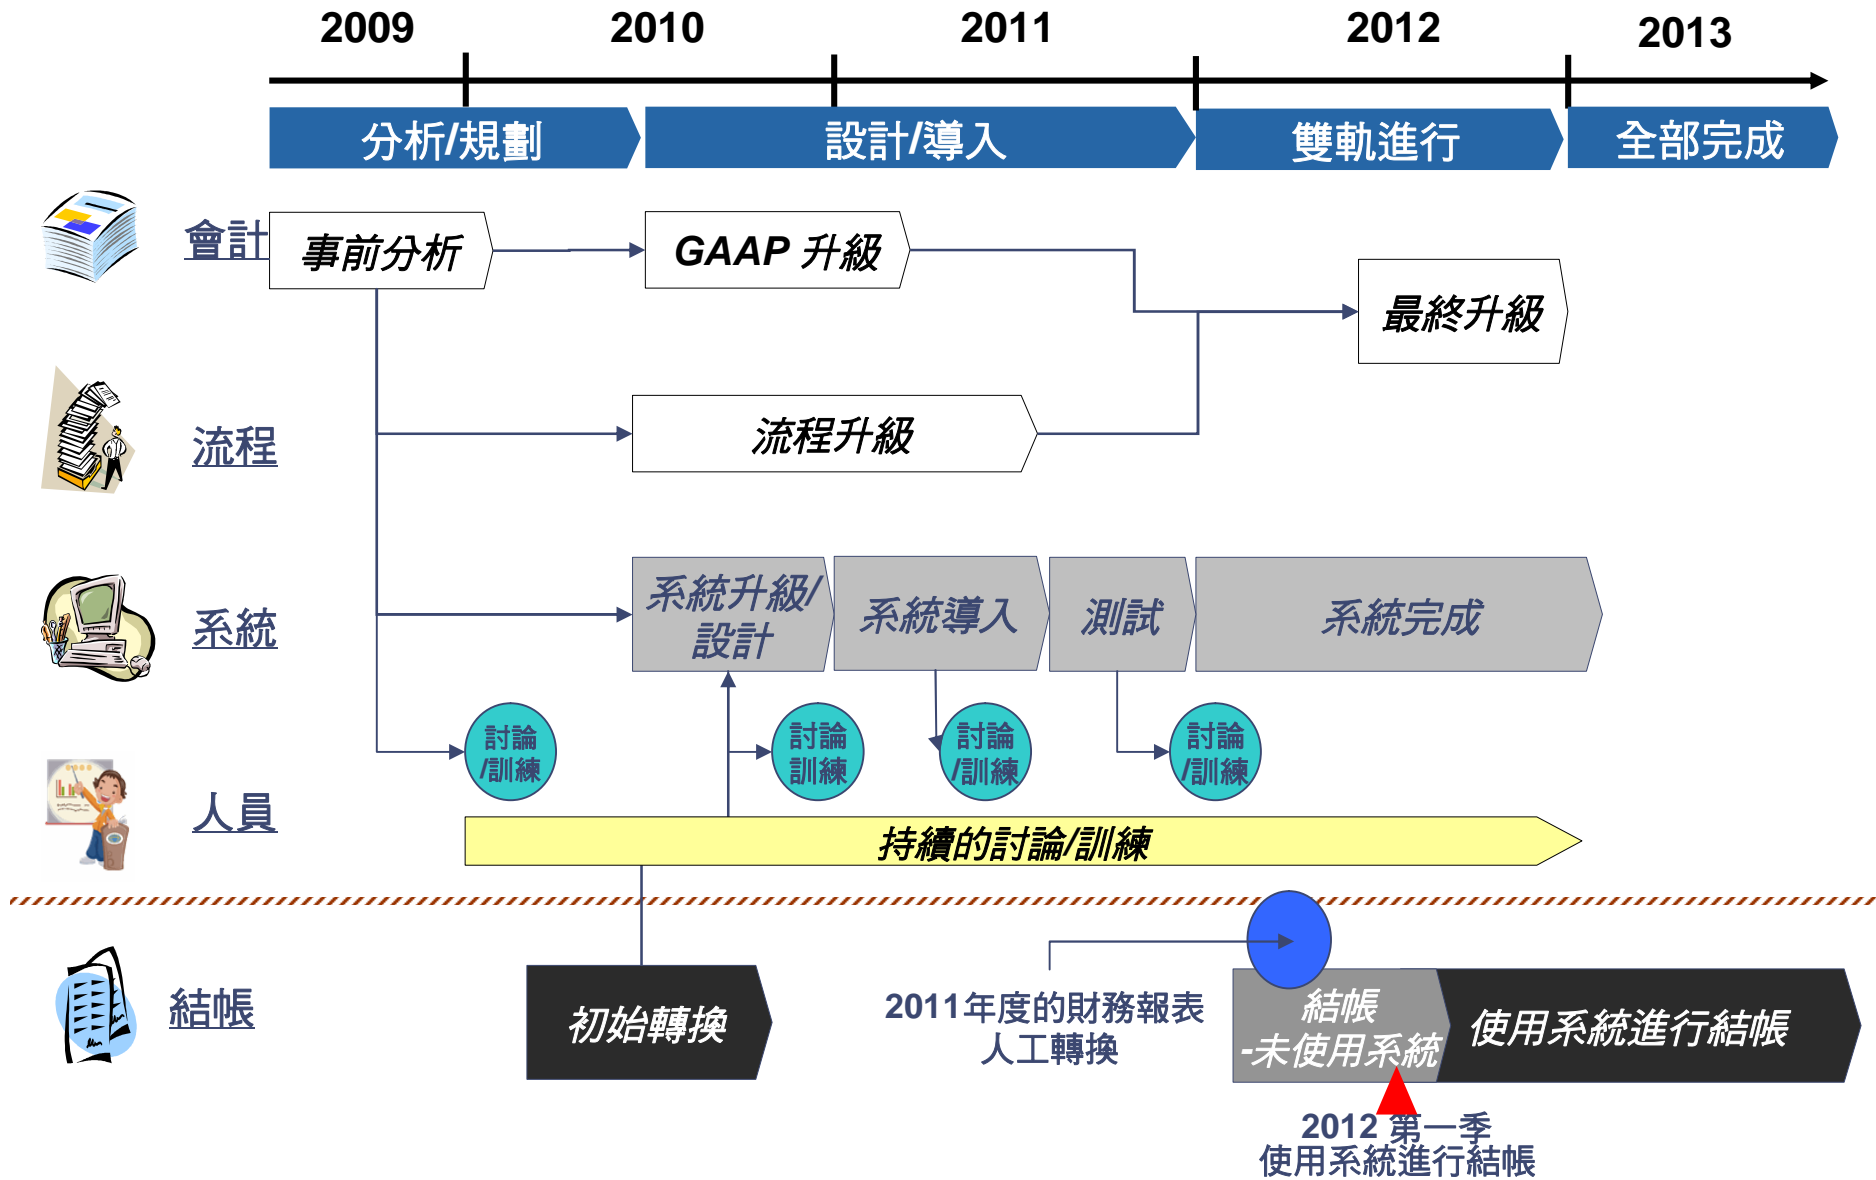 2009
2010
2011
2012
2013
分析/規劃
設計/導入
雙軌進行
全部完成
會計
事前分析
GAAP 升級
最終升級
流程
流程升級
系統
系統升級/
設計
系統導入
測試
系統完成
討論
/訓練
討論
訓練
討論
/訓練
討論
/訓練
人員
持續的討論/訓練
結帳
初始轉換
2011年度的財務報表
人工轉換
結帳
-未使用系統
使用系統進行結帳
2012 第一季
使用系統進行結帳